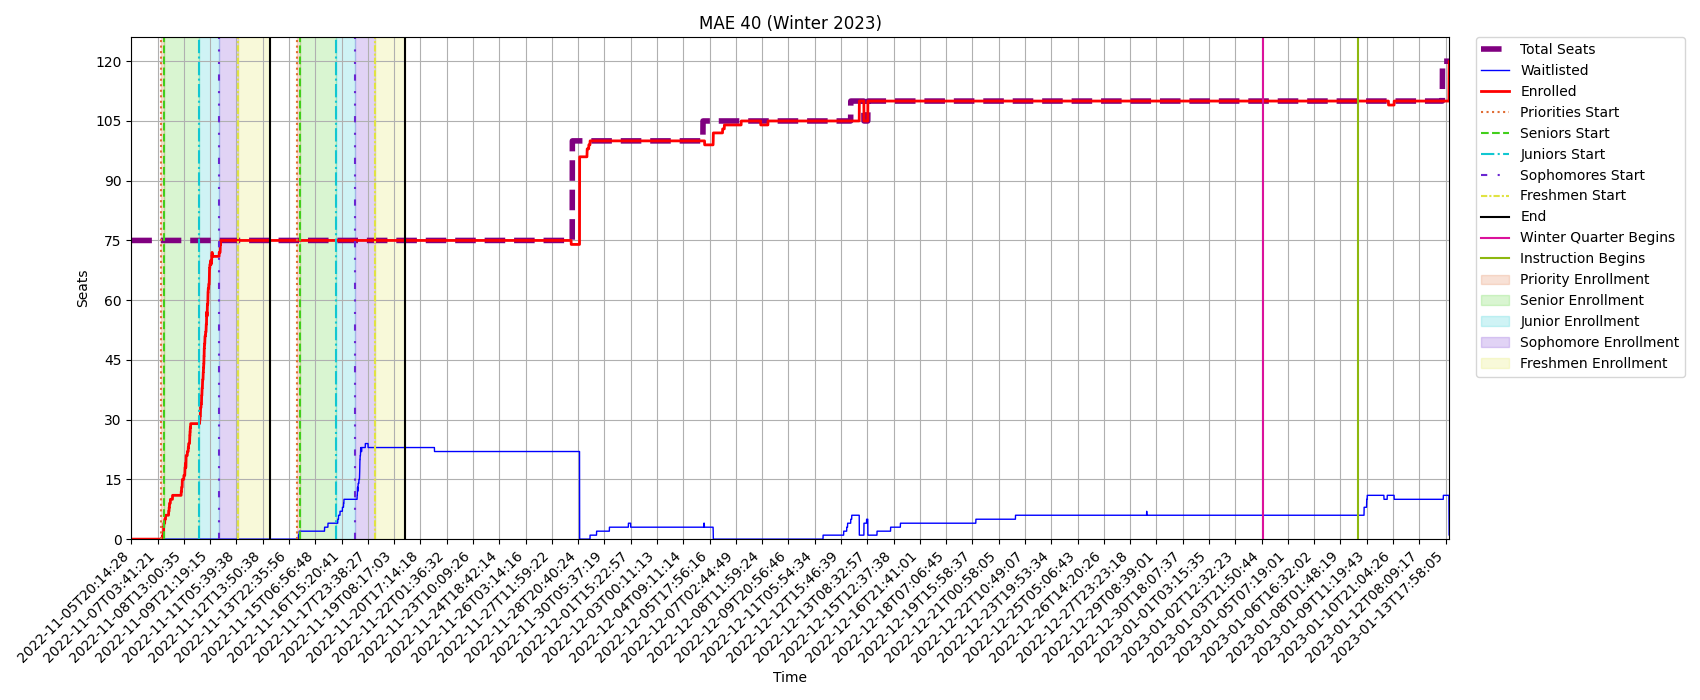 MAE 40 (Winter 2023)
Seats
120
105
90
75
60
45
30
15
0
2022-11-05T20:14:28
2022-11-07T03:41:21
2022-11-08T13:00:35
2022-11-09T21:19:15
2022-11-11T05:39:38
2022-11-12T13:50:38
2022-11-13T22:35:56
2022-11-15T06:56:48
2022-11-16T15:20:41
2022-11-17T23:38:27
2022-11-19T08:17:03
2022-11-20T17:14:18
2022-11-22T01:36:32
2022-11-23T10:09:26
2022-11-24T18:42:14
2022-11-26T03:14:16
2022-11-27T11:59:22
2022-11-28T20:40:24
2022-11-30T05:37:19
2022-12-01T15:22:57
2022-12-03T00:11:13
2022-12-04T09:11:14
2022-12-05T17:56:16
2022-12-07T02:44:49
2022-12-08T11:59:24
2022-12-09T20:56:46
2022-12-11T05:54:34
2022-12-12T15:46:39
2022-12-13T08:32:57
2022-12-15T12:37:38
2022-12-16T21:41:01
2022-12-18T07:06:45
2022-12-19T15:58:37
2022-12-21T00:58:05
2022-12-22T10:49:07
2022-12-23T19:53:34
2022-12-25T05:06:43
2022-12-26T14:20:26
2022-12-27T23:23:18
2022-12-29T08:39:01
2022-12-30T18:07:37
2023-01-01T03:15:35
2023-01-02T12:32:23
2023-01-03T21:50:44
2023-01-05T07:19:01
2023-01-06T16:32:02
2023-01-08T01:48:19
2023-01-09T11:19:43
2023-01-10T21:04:26
2023-01-12T08:09:17
2023-01-13T17:58:05
Time
Total Seats
Waitlisted
Enrolled
Priorities Start
Seniors Start
Juniors Start
Sophomores Start
Freshmen Start
End
Winter Quarter Begins
Instruction Begins
Priority Enrollment
Senior Enrollment
Junior Enrollment
Sophomore Enrollment
Freshmen Enrollment